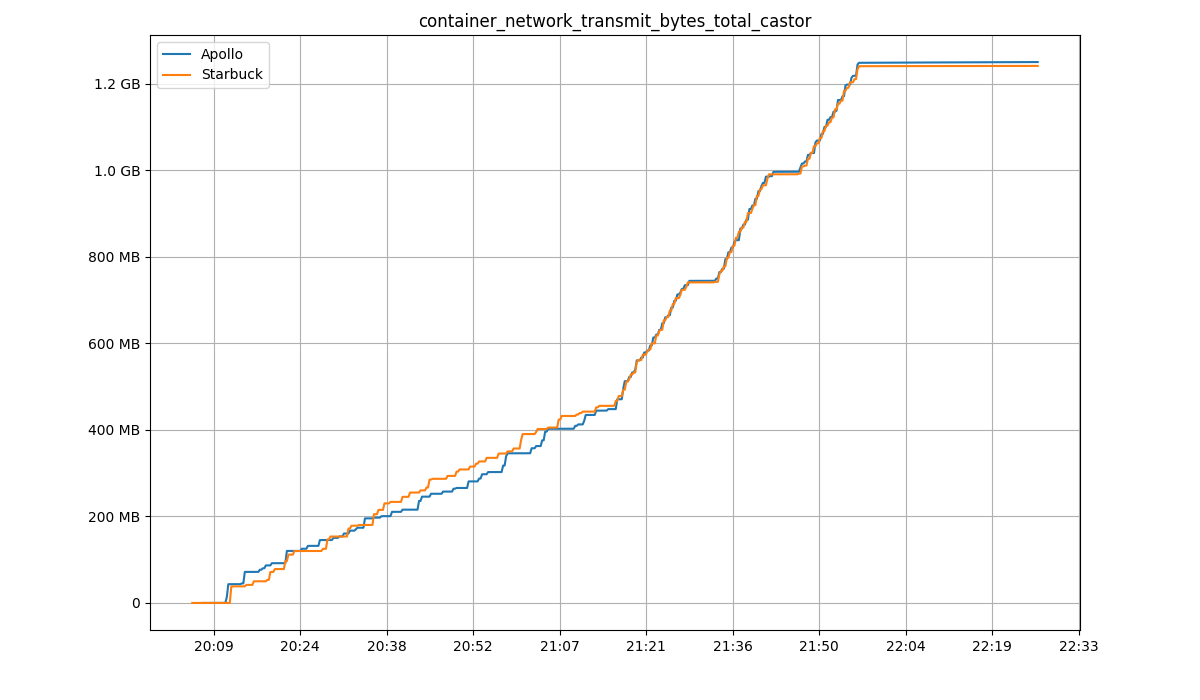 container_network_transmit_bytes_total_castor
Apollo
Starbuck
1.2 GB
1.0 GB
800 MB
600 MB
400 MB
200 MB
0
20:09 20:24 20:38 20:52 21:07 21:21 21:36 21:50 22:04 22:19 22:33